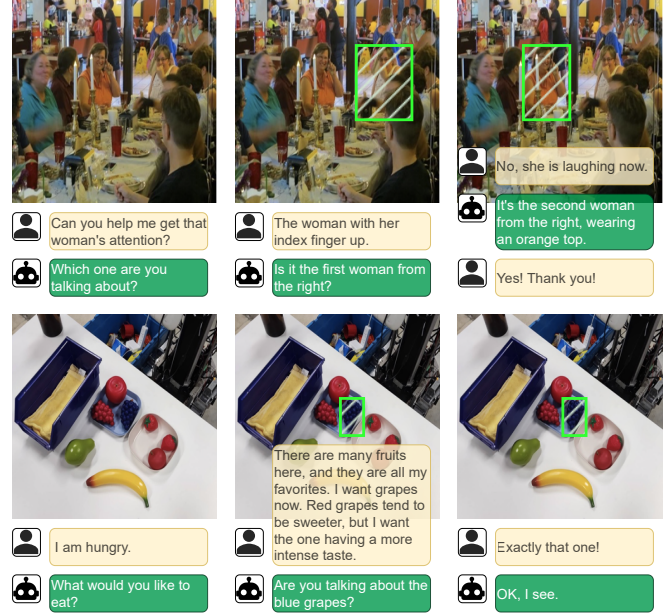 Can you help me get that
woman's attention?
Which one are you
talking about?
The woman with her
index finger up.
Is it the first woman from
the right?
No, she is laughing now.
It's the second woman
from the right, wearing
an orange top.
Yes! Thank you!
I am hungry.
What would you like to
eat?
There are many fruits
here, and they are all my
favorites. I want grapes
now. Red grapes tend to
be sweeter, but I want
the one having a more
intense taste.
Are you talking about the
blue grapes?
Exactly that one!
OK, I see.